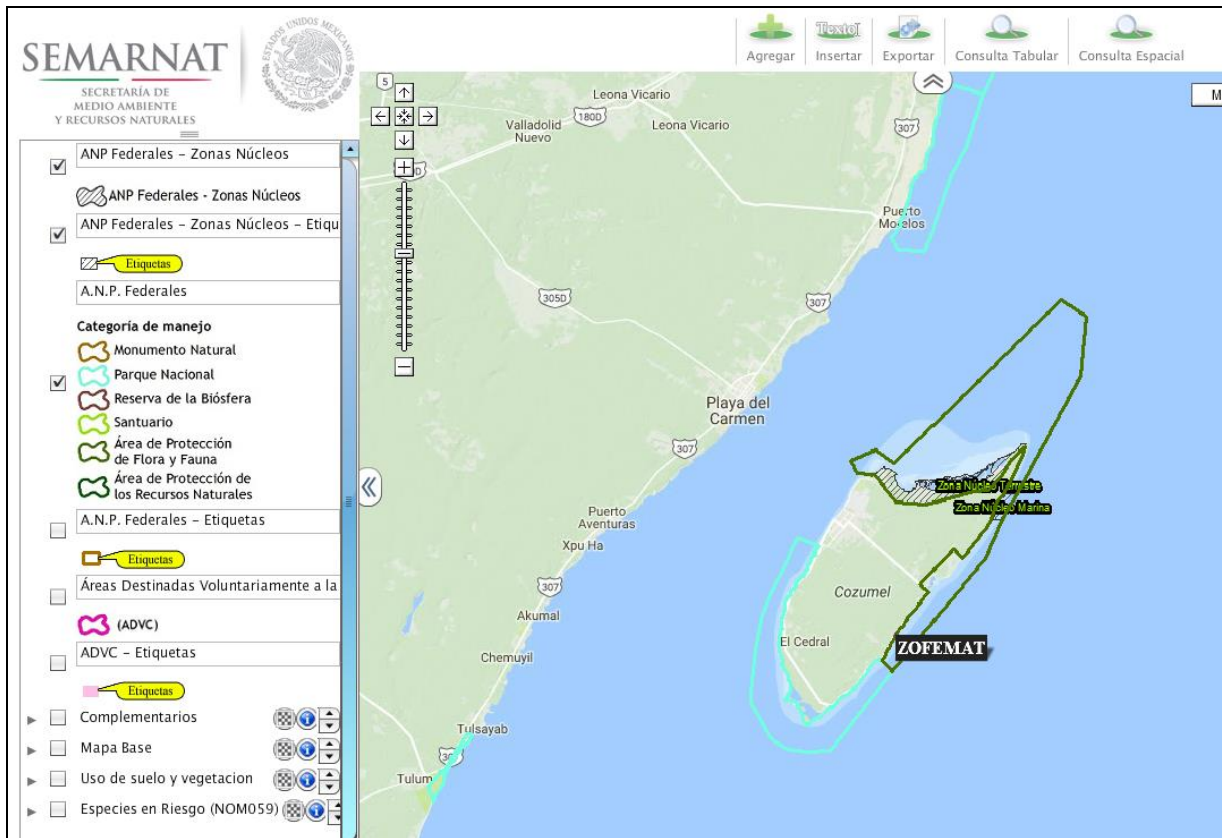 SEMARNAT
SECRETARÍA DE
MEDIO AMBIENTE
Y RECURSOS NATURALES
ESTADOS UNIDOS MEXICANOS
Agregar
Texto
Insertar
Exportar
Consulta Tabular
Consulta Espacial
M
ANP Federales – Zonas Núcleos
ANP Federales - Zonas Núcleos
ANP Federales – Zonas Núcleos – Etiqu
Etiquetas
A.N.P. Federales
Categoría de manejo
Monumento Natural
Parque Nacional
Reserva de la Biósfera
Santuario
Área de Protección
de Flora y Fauna
Área de Protección de
los Recursos Naturales
A.N.P. Federales – Etiquetas
Etiquetas
Áreas Destinadas Voluntariamente a la
(ADVC)
ADVC – Etiquetas
Etiquetas
Complementarios
Mapa Base
Uso de suelo y vegetacion
Especies en Riesgo (NOM059)
5
Leona Vicario
180D
Valladolid
Nuevo
Leona Vicario
307
Puerto
Morelos
305D
307
Playa del
Carmen
307
Zona Núcleo Terrestre
Zona Núcleo Marina
Puerto
Aventuras
Xpu Ha
307
Cozumel
Akumal
El Cedral
ZOFEMAT
Chemuyil
Tulsayab
Tulum